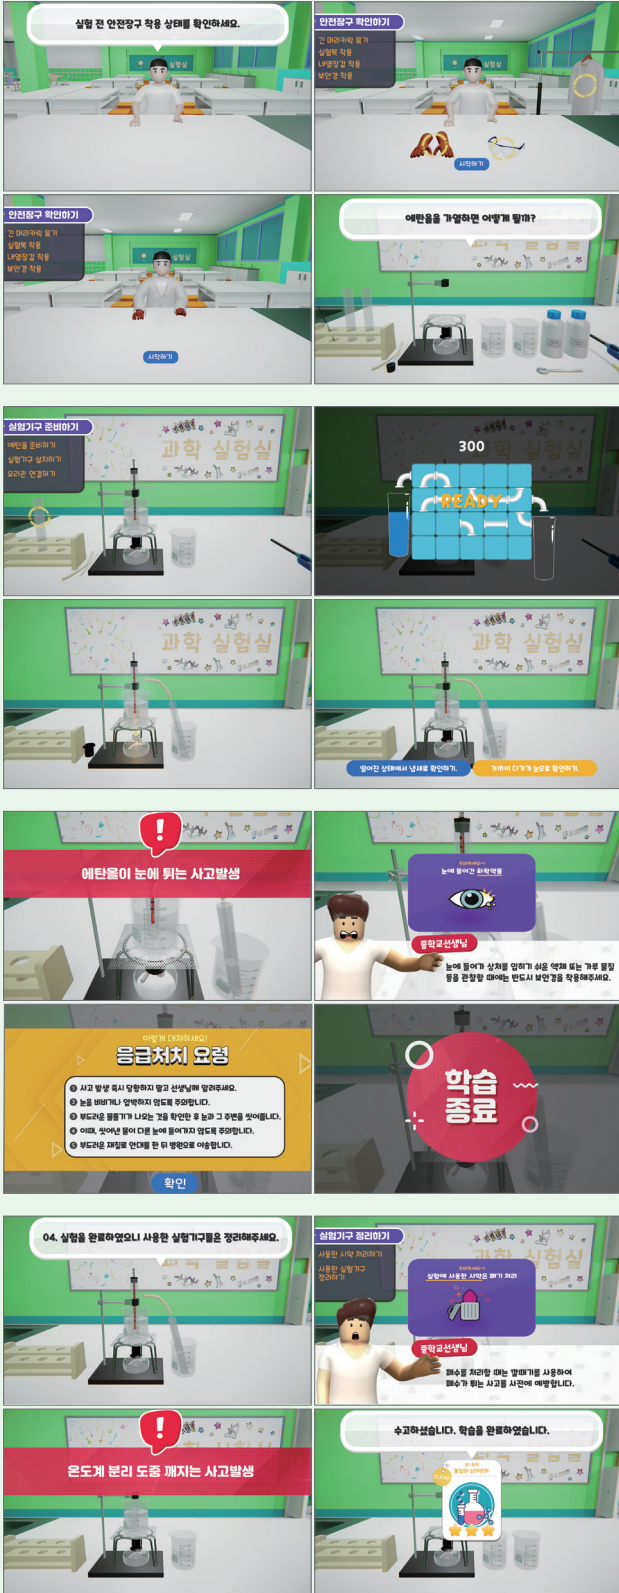 실험 전 안전장구 착용 상태를 확인하세요.
실험실
안전장구 확인하기
긴 머리카락 묶기
실험복 착용
내열장갑 착용
보안경 착용
실험실
시작하기
안전장구 확인하기
긴 머리카락 묶기
실험복 착용
내열장갑 착용
보안경 착용
실험실
시작하기
에탄올을 가열하면 어떻게 될까?
실험기구 준비하기
에탄올 준비하기
실험기구 설치하기
유리관 연결하기
과학 실험실
과학 실험실
300
READY
과학 실험실
과학 실험실
떨어진 상태에서 냄새로 확인하기.
가까이 다가가 눈으로 확인하기.
에탄올이 눈에 튀는 사고발생
눈에 들어간 화학약품
중학교선생님
눈에 들어가 상처를 입히기 쉬운 액체 또는 가루 물질
등을 관찰할 때에는 반드시 보안경을 착용해주세요.
이렇게 대처하세요!
응급처치 요령
1 사고 발생 즉시 당황하지 말고 선생님께 알려주세요.
2 눈을 비비거나 압박하지 않도록 주의합니다.
3 부드러운 물줄기가 나오는 것을 확인한 후 눈과 그 주변을 씻어줍니다.
4 이때, 씻어낸 물이 다른 눈에 들어가지 않도록 주의합니다.
5 부드러운 재질로 안대를 한 뒤 병원으로 이송합니다.
확인
학습
종료
04. 실험을 완료하였으니 사용한 실험기구들은 정리해주세요.
실험기구 정리하기
사용한 시약 처리하기
사용한 실험기구
정리하기
실험에 사용한 시약은 폐기 처리
중학교선생님
폐수를 처리할 때는 깔때기를 사용하여
폐수가 튀는 사고를 사전에 예방합니다.
온도계 분리 도중 깨지는 사고발생
수고하셨습니다. 학습을 완료하였습니다.
CLEAR